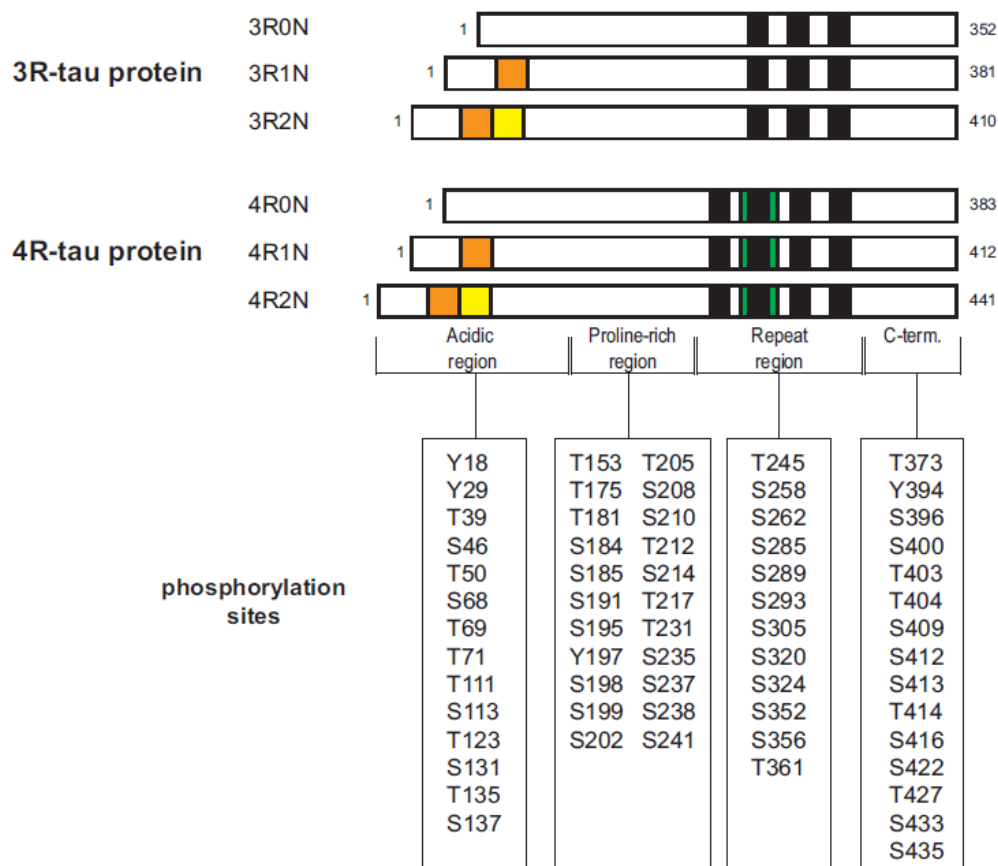 3R0N 1 352
3R-tau protein 3R1N 1 381
3R2N 1 410
4R0N 1 383
4R-tau protein 4R1N 1 412
4R2N 1 441
Acidic region
Proline-rich region
Repeat region
C-term.
phosphorylation sites
Y18
Y29
T39
S46
T50
S68
T69
T71
T111
S113
T123
S131
T135
S137
T153 T205
T175 S208
T181 S210
S184 T212
S185 S214
S191 T217
S195 T231
Y197 S235
S198 S237
S199 S238
S202 S241
T245
S258
S262
S285
S289
S293
S305
S320
S324
S352
S356
T361
T373
Y394
S396
S400
T403
T404
S409
S412
S413
T414
S416
S422
T427
S433
S435